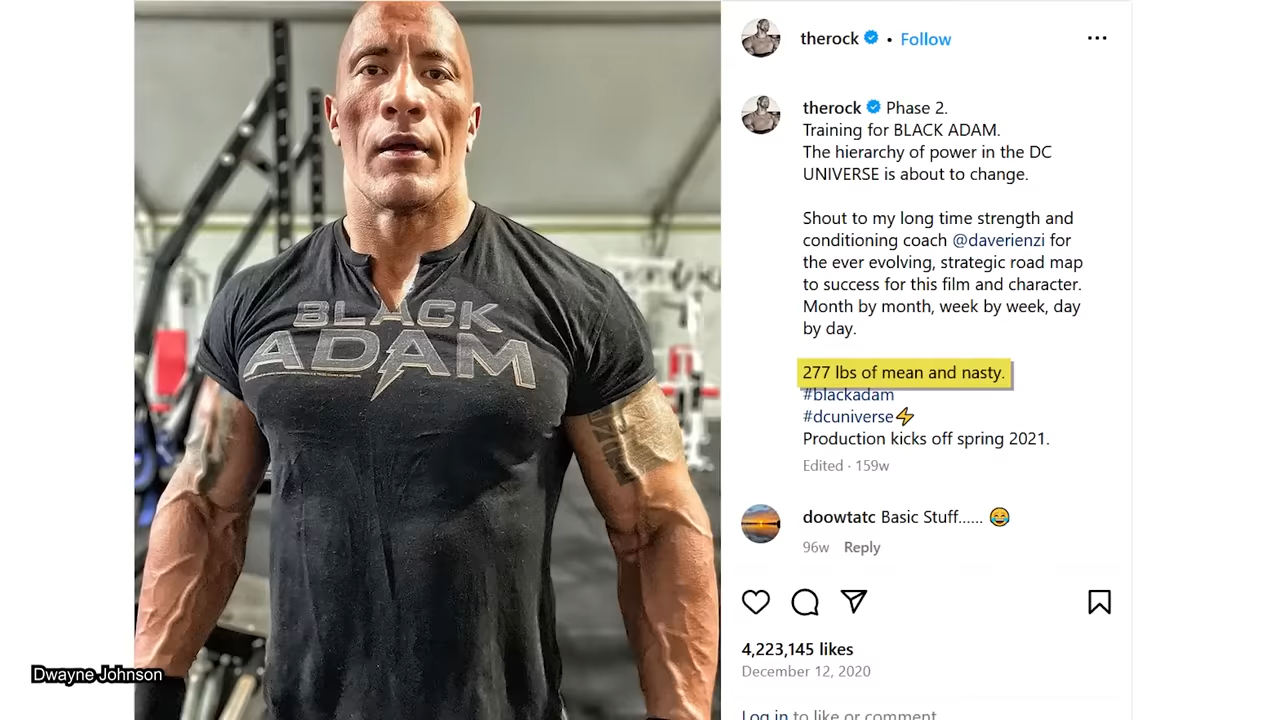 BLACK
ADAM
Dwayne Johnson
therock • Follow
therock Phase 2.
Training for BLACK ADAM.
The hierarchy of power in the DC
UNIVERSE is about to change.
Shout to my long time strength and
conditioning coach @daverienzi for
the ever evolving, strategic road map
to success for this film and character.
Month by month, week by week, day
by day.
277 lbs of mean and nasty.
#blackadam
#dcuniverse⚡
Production kicks off spring 2021.
Edited · 159w
doowtatc Basic Stuff...... 😂
96w Reply
4,223,145 likes
December 12, 2020
Log in to like or comment